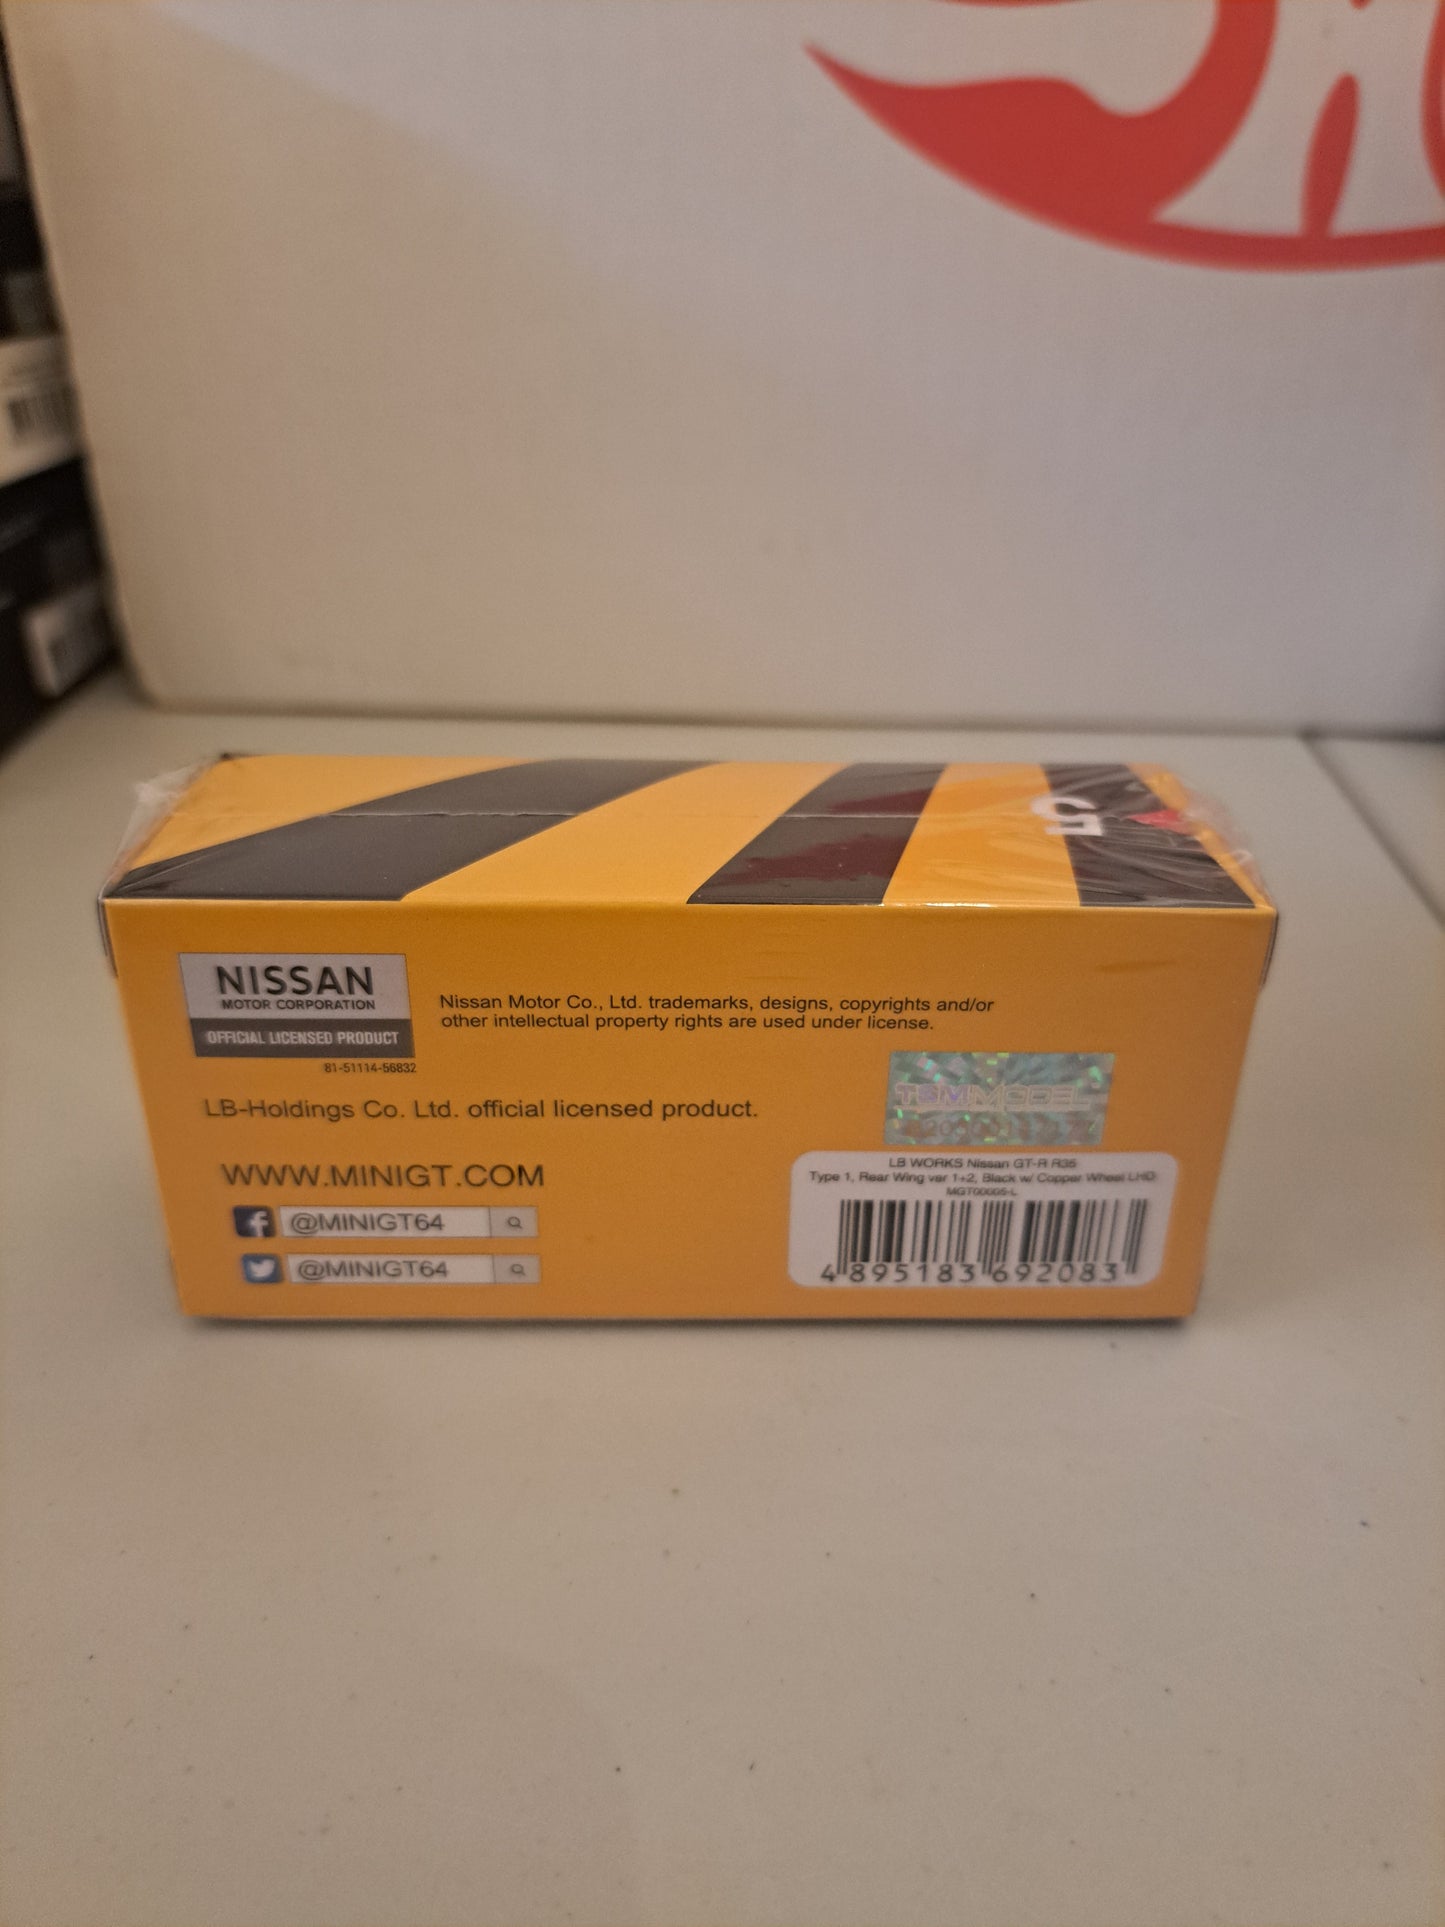 5
NISSAN
MOTOR CORPORATION
OFFICIAL LICENSED PRODUCT
81-51114-56832
Nissan Motor Co., Ltd. trademarks, designs, copyrights and/or
other intellectual property rights are used under license.
LB-Holdings Co. Ltd. official licensed product.
WWW.MINIGT.COM
@MINIGT64
@MINIGT64
TSMMODEL
LB WORKS Nissan GT-R R35
Type 1, Rear Wing ver 1+2, Black w/ Copper Wheel LHD
MGT00005-L
4 895183 692083